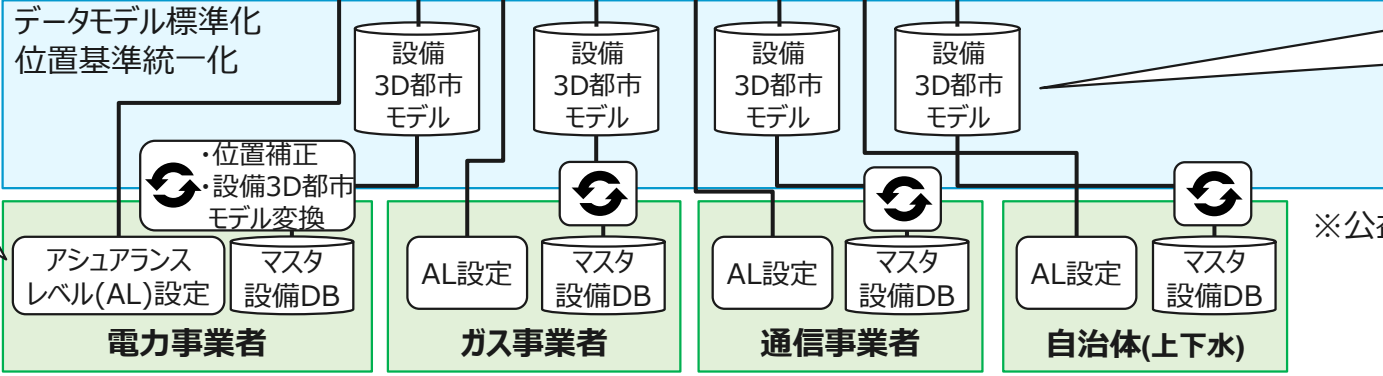 データモデル標準化
位置基準統一化
設備
3D都市
モデル
設備
3D都市
モデル
設備
3D都市
モデル
設備
3D都市
モデル
・位置補正
・設備3D都市
モデル変換
アシュアランス
レベル(AL)設定
マスタ
設備DB
電力事業者
AL設定
マスタ
設備DB
ガス事業者
AL設定
マスタ
設備DB
通信事業者
AL設定
マスタ
設備DB
自治体(上下水)
※公